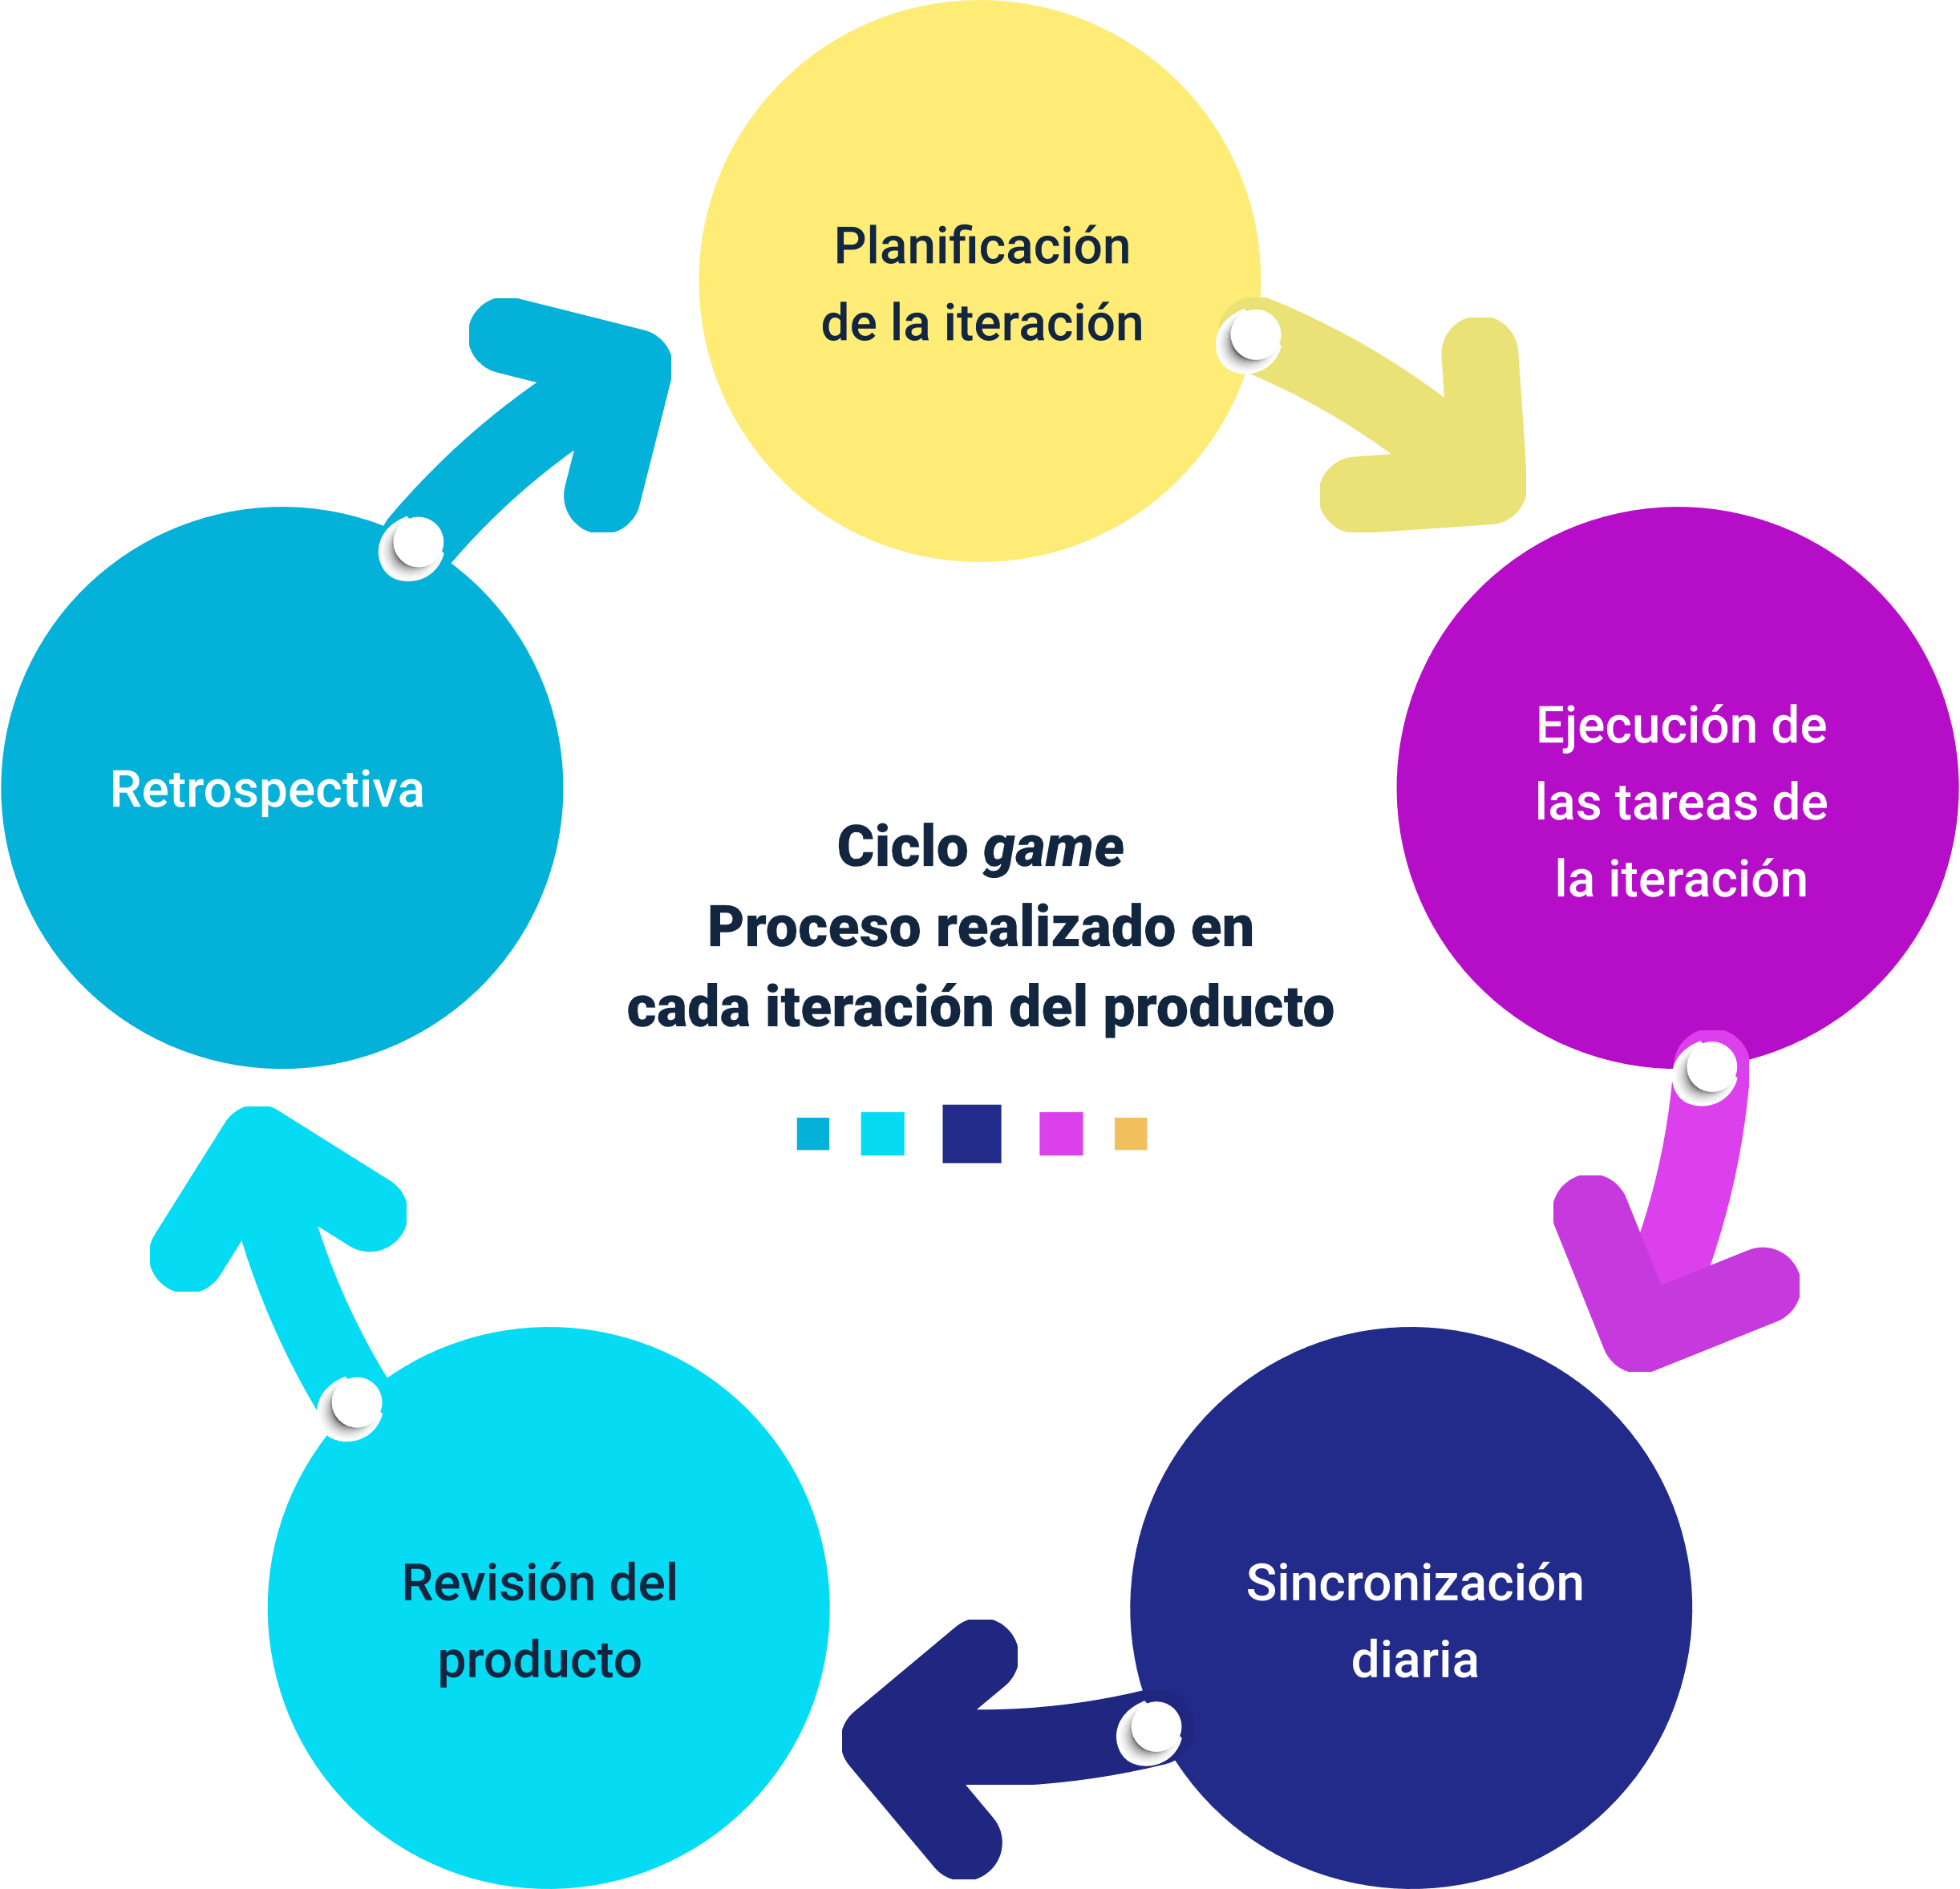 Planificación
de la iteración
Ejecución de
las tareas de
la iteración
Sincronización
diaria
Revisión del
producto
Retrospectiva
Ciclo game
Proceso realizado en
cada iteración del producto